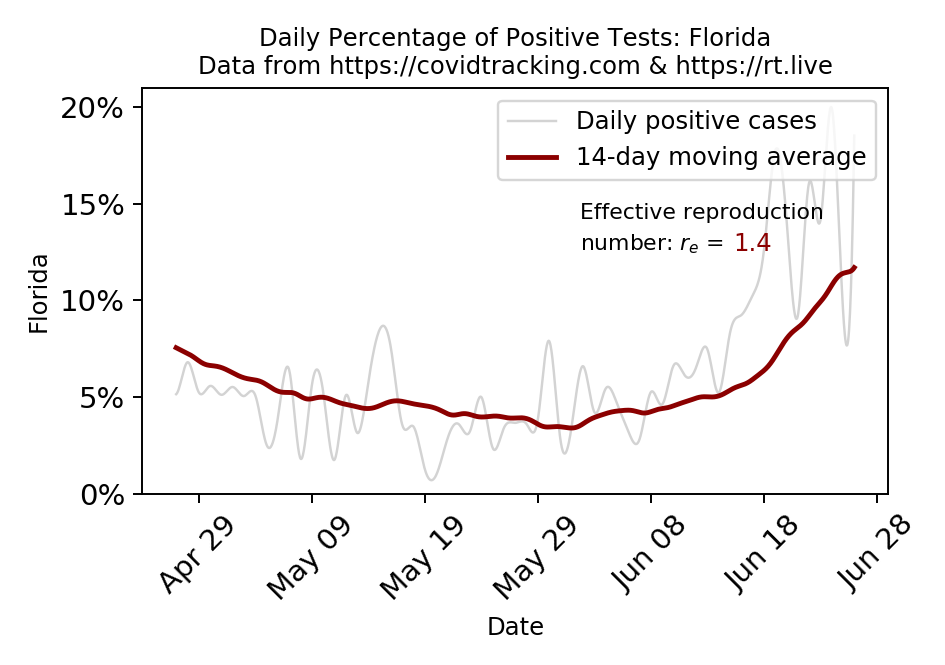 Daily Percentage of Positive Tests: Florida
Data from https://covidtracking.com & https://rt.live
20%
15%
10%
5%
0%
Florida
Daily positive cases
14-day moving average
Effective reproduction
number: rₑ = 1.4
Apr 29
May 09
May 19
May 29
Jun 08
Jun 18
Jun 28
Date